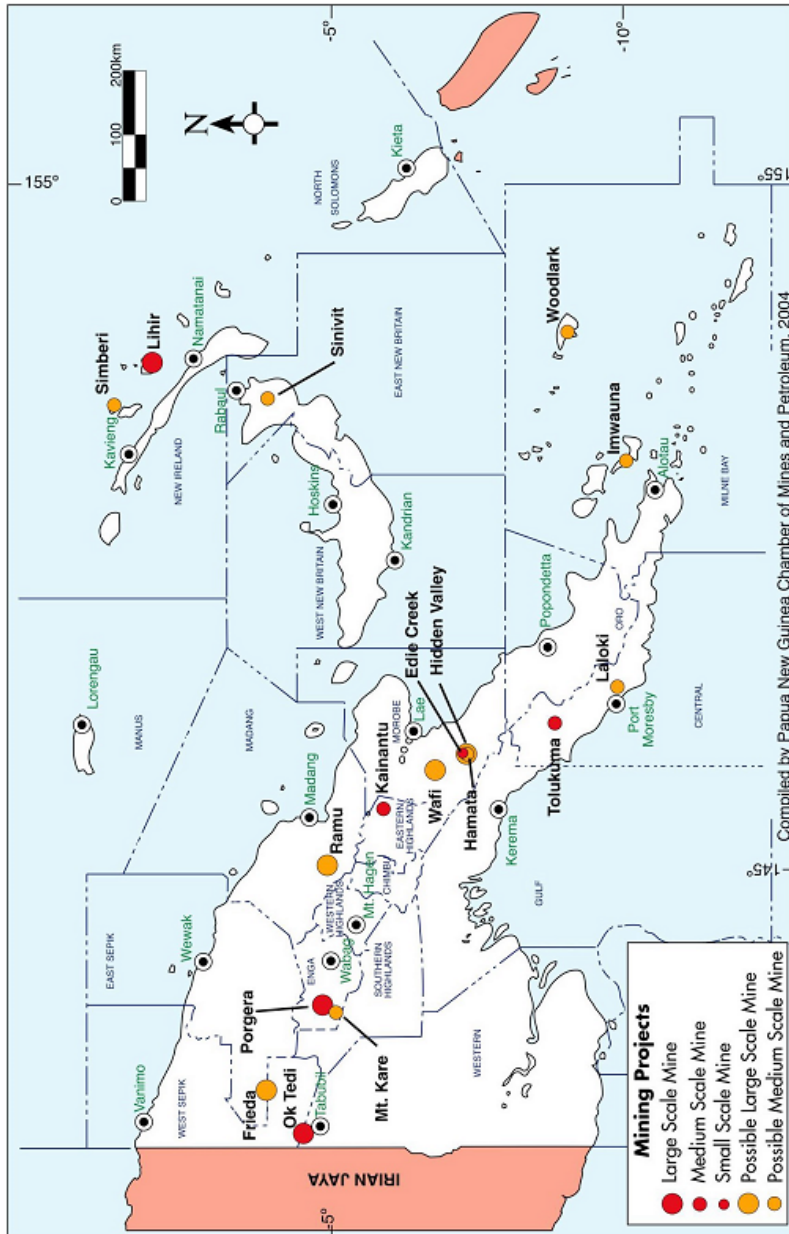 155°
-5°
-10°
0
100
200km
N
NORTH
SOLOMONS
Kieta
Simberi
Lihir
Namatanai
Kavieng
NEW IRELAND
Rabaul
Sinivit
EAST NEW BRITAIN
Woodlark
Imwauna
Alotau
MILNE BAY
155°
Hoskins
Kandrian
WEST NEW BRITAIN
Lorengau
MANUS
MADANG
Edie Creek
Hidden Valley
Popondetta
ORO
Laloki
Port
Moresby
CENTRAL
Madang
Ramu
Kainantu
MOROBE
Lae
Wafi
Hamata
Tolukuma
EASTERN
HIGHLANDS
CHIMBU
WESTERN
HIGHLANDS
Mt. Hagen
Kerema
GULF
145°
Wewak
EAST SEPIK
Porgera
ENGA
Wabag
SOUTHERN
HIGHLANDS
Mt. Kare
WESTERN
Vanimo
WEST SEPIK
Frieda
Ok Tedi
Tabubil
IRIAN JAYA
-5°
Mining Projects
Large Scale Mine
Medium Scale Mine
Small Scale Mine
Possible Large Scale Mine
Possible Medium Scale Mine
Compiled by Papua New Guinea Chamber of Mines and Petroleum, 2004